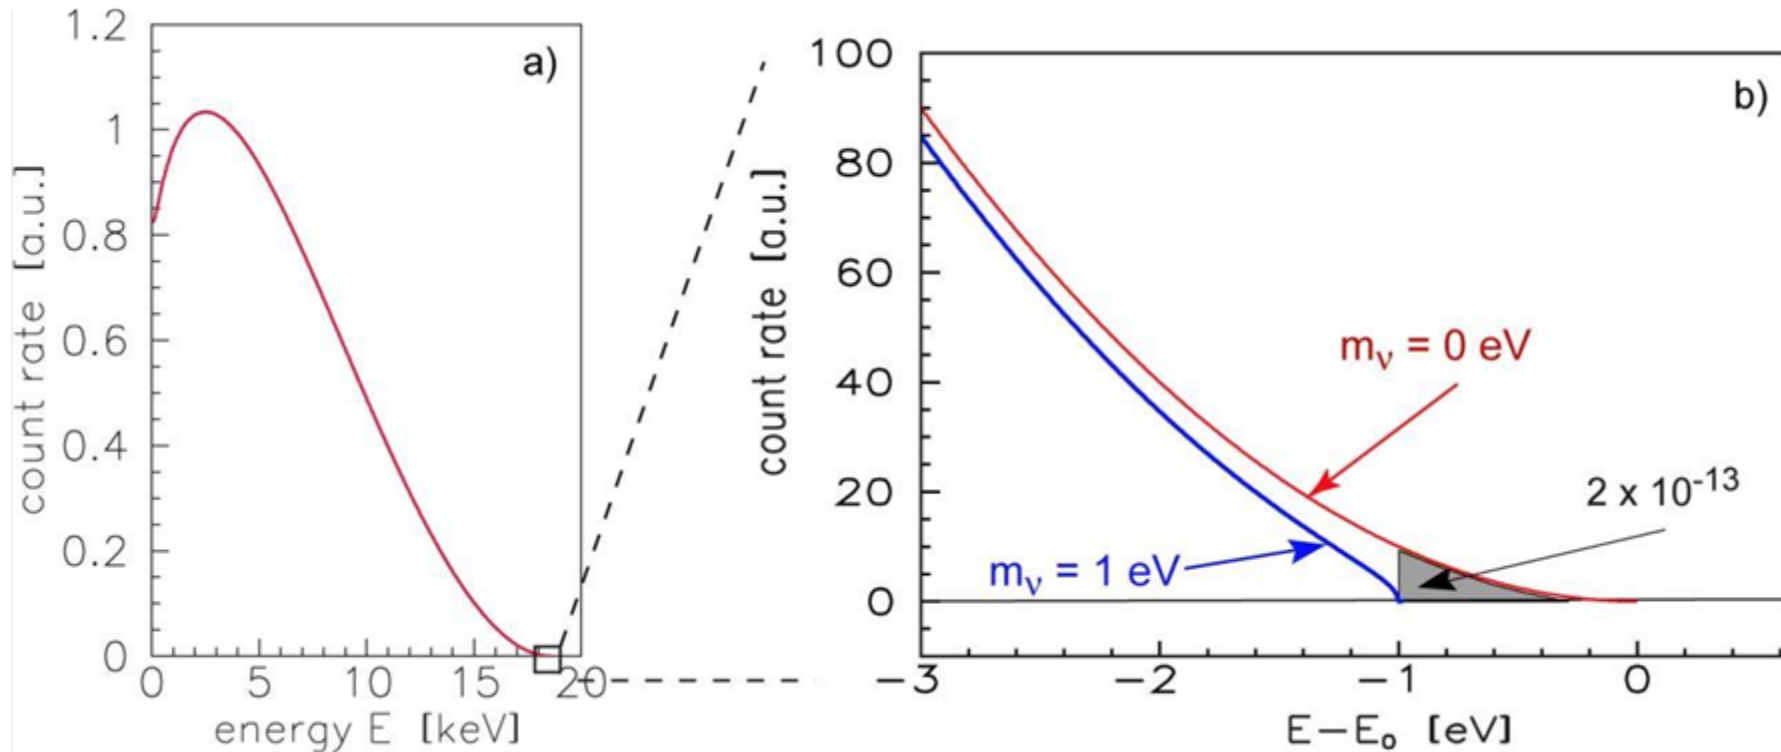 a)
1.2
1
0.8
0.6
0.4
0.2
0
count rate [a.u.]
0 5 10 15 20
energy E [keV]
b)
100
80
60
40
20
0
count rate [a.u.]
mν = 0 eV
2 x 10-13
mν = 1 eV
−3 −2 −1 0
E−Eo [eV]